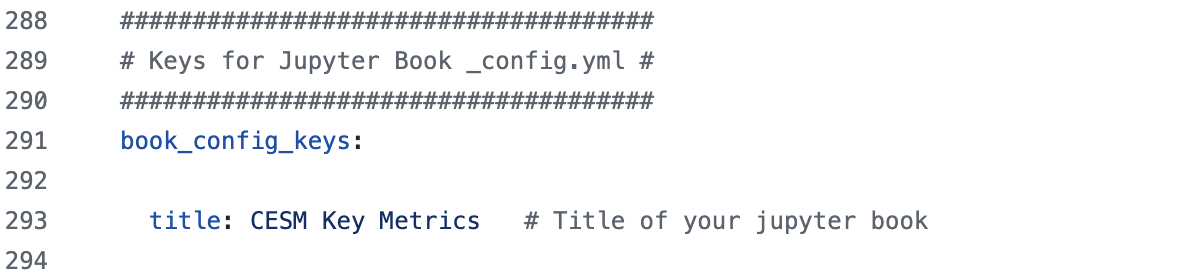 288 #####################################
289 # Keys for Jupyter Book _config.yml #
290 #####################################
291 book_config_keys:
292
293 title: CESM Key Metrics # Title of your jupyter book
294